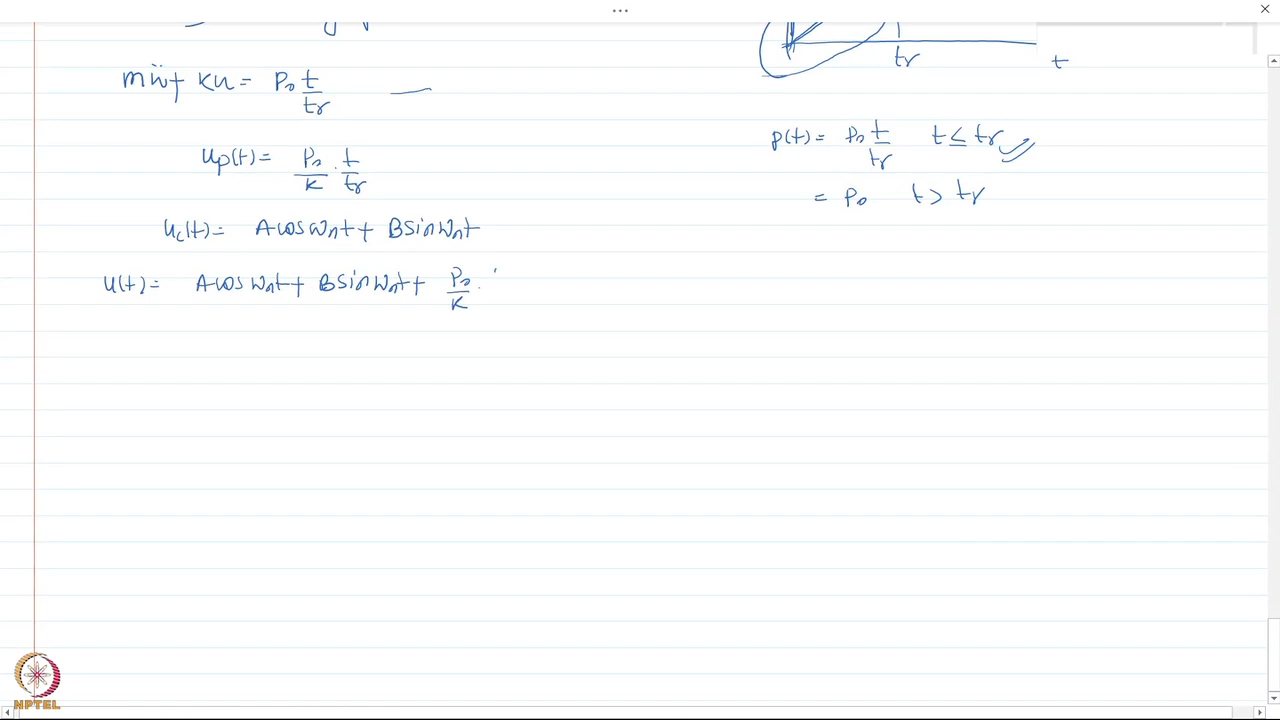 tr
t
mü + ku = P₀ t/tr
p(t) = P₀ t/tr t ≤ tr
= P₀ t > tr
up(t) = P₀/k · t/tr
uc(t) = A cos ωnt + B sin ωnt
u(t) = A cos ωnt + B sin ωnt + P₀/k ·
NPTEL